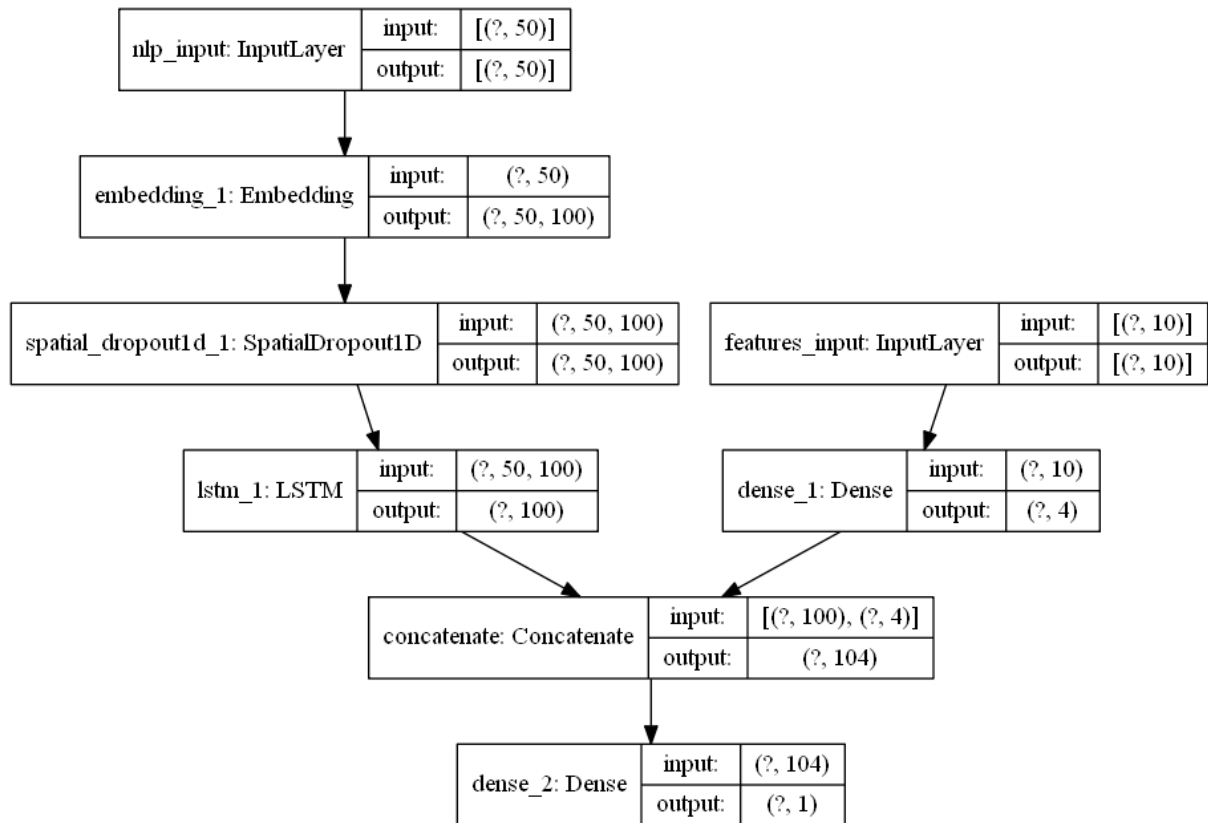 nlp_input: InputLayer
input: [(?, 50)]
output: [(?, 50)]
embedding_1: Embedding
input: (?, 50)
output: (?, 50, 100)
spatial_dropout1d_1: SpatialDropout1D
input: (?, 50, 100)
output: (?, 50, 100)
features_input: InputLayer
input: [(?, 10)]
output: [(?, 10)]
lstm_1: LSTM
input: (?, 50, 100)
output: (?, 100)
dense_1: Dense
input: (?, 10)
output: (?, 4)
concatenate: Concatenate
input: [(?, 100), (?, 4)]
output: (?, 104)
dense_2: Dense
input: (?, 104)
output: (?, 1)